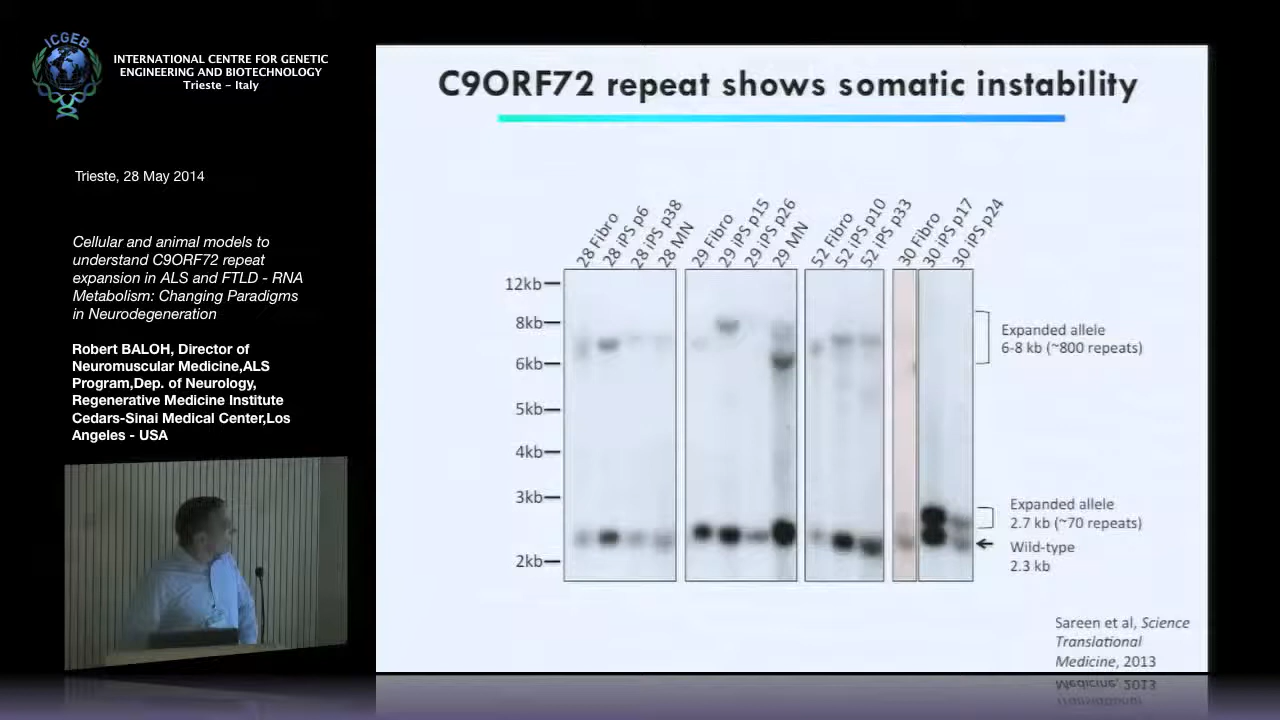 ICGEB
INTERNATIONAL CENTRE FOR GENETIC
ENGINEERING AND BIOTECHNOLOGY
Trieste – Italy
Trieste, 28 May 2014
Cellular and animal models to
understand C9ORF72 repeat
expansion in ALS and FTLD - RNA
Metabolism: Changing Paradigms
in Neurodegeneration
Robert BALOH, Director of
Neuromuscular Medicine,ALS
Program,Dep. of Neurology,
Regenerative Medicine Institute
Cedars-Sinai Medical Center,Los
Angeles - USA
C9ORF72 repeat shows somatic instability
28 Fibro
28 iPS p6
28 iPS p38
28 MN
29 Fibro
29 iPS p15
29 iPS p26
29 MN
52 Fibro
52 iPS p10
52 iPS p33
30 Fibro
30 iPS p17
30 iPS p24
12kb
8kb
6kb
5kb
4kb
3kb
2kb
Expanded allele
6-8 kb (~800 repeats)
Expanded allele
2.7 kb (~70 repeats)
Wild-type
2.3 kb
Sareen et al, Science
Translational
Medicine, 2013